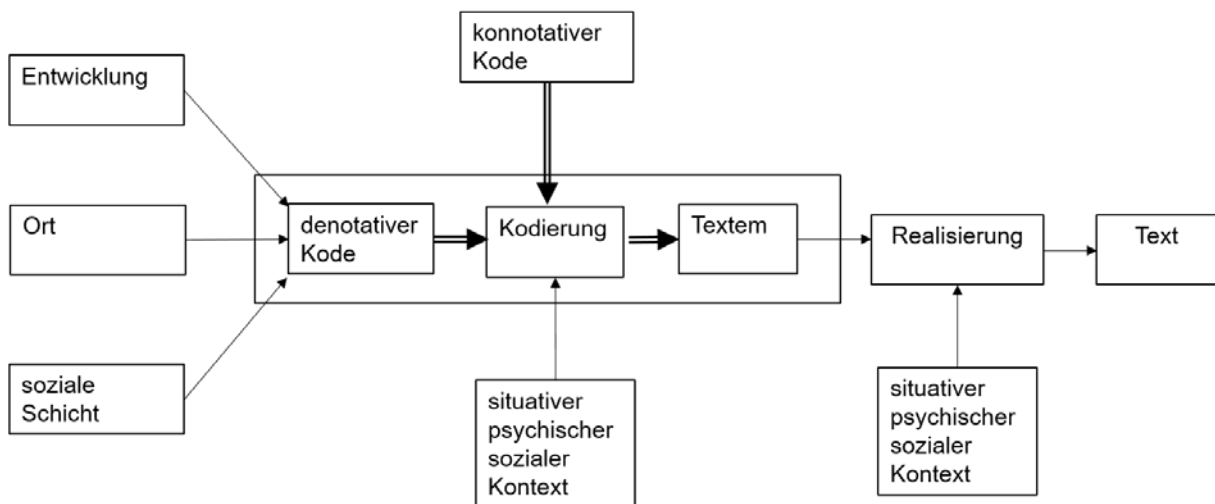 konnotativer
Kode
Entwicklung
Ort
denotativer
Kode
Kodierung
Textem
Realisierung
Text
soziale
Schicht
situativer
psychischer
sozialer
Kontext
situativer
psychischer
sozialer
Kontext